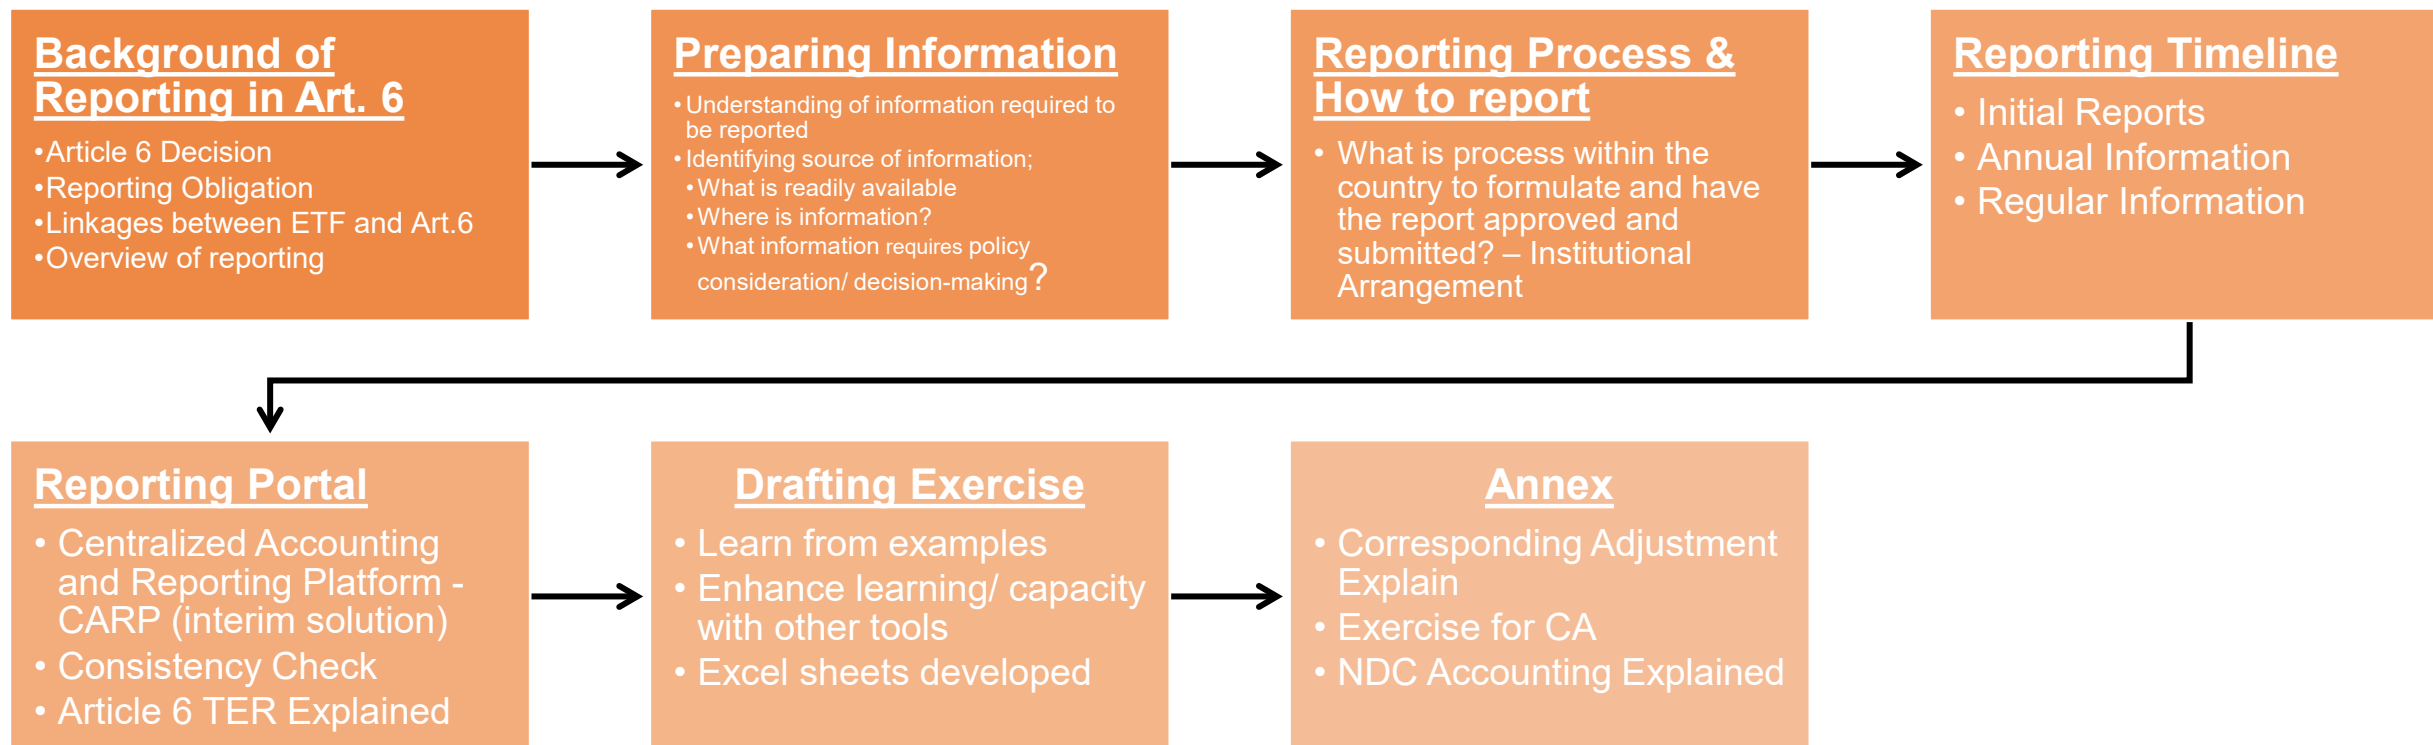 Background of
Reporting in Art. 6
•Article 6 Decision
•Reporting Obligation
•Linkages between ETF and Art.6
•Overview of reporting
Preparing Information
• Understanding of information required to
be reported
• Identifying source of information;
• What is readily available
• Where is information?
• What information requires policy
consideration/ decision-making?
Reporting Process &
How to report
• What is process within the
country to formulate and have
the report approved and
submitted? – Institutional
Arrangement
Reporting Timeline
• Initial Reports
• Annual Information
• Regular Information
Reporting Portal
• Centralized Accounting
and Reporting Platform -
CARP (interim solution)
• Consistency Check
• Article 6 TER Explained
Drafting Exercise
• Learn from examples
• Enhance learning/ capacity
with other tools
• Excel sheets developed
Annex
• Corresponding Adjustment
Explain
• Exercise for CA
• NDC Accounting Explained